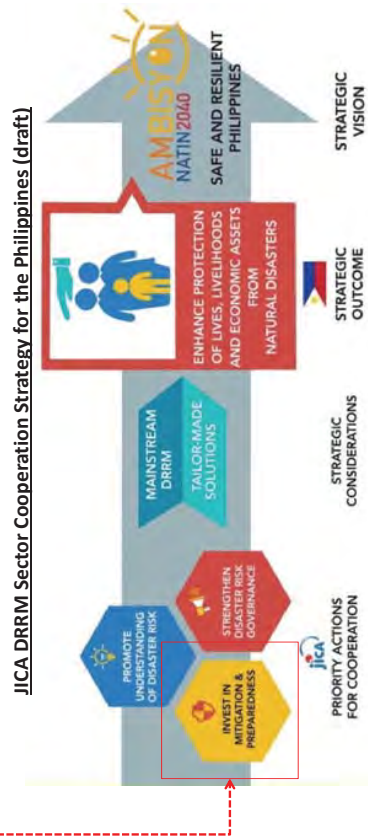 JICA DRRM Sector Cooperation Strategy for the Philippines (draft)
PROMOTE
UNDERSTANDING
OF DISASTER RISK
INVEST IN
MITIGATION &
PREPAREDNESS
STRENGTHEN
DISASTER RISK
GOVERNANCE
jICA
PRIORITY ACTIONS
FOR COOPERATION
MAINSTREAM
DRRM
TAILOR-MADE
SOLUTIONS
STRATEGIC
CONSIDERATIONS
ENHANCE PROTECTION
OF LIVES, LIVELIHOODS
AND ECONOMIC ASSETS
FROM
NATURAL DISASTERS
STRATEGIC
OUTCOME
AMBISYON
NATIN2040
SAFE AND RESILIENT
PHILIPPINES
STRATEGIC
VISION